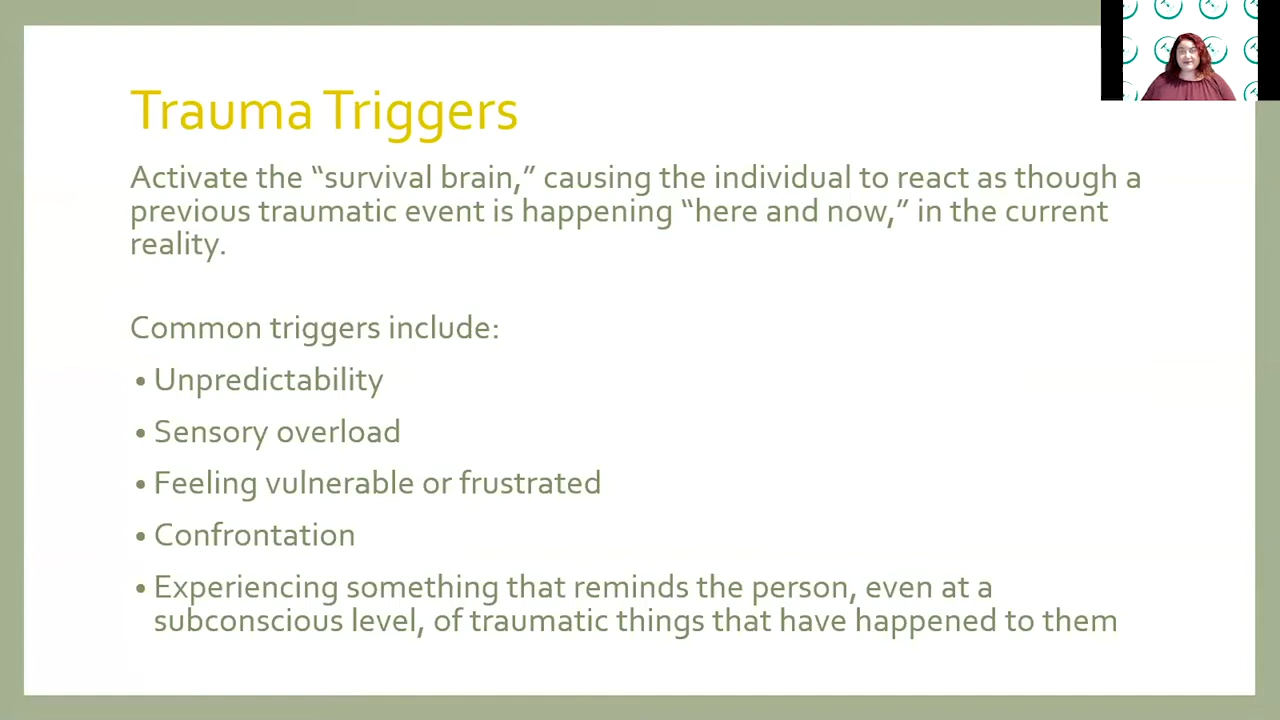 Trauma Triggers
Activate the “survival brain,” causing the individual to react as though a
previous traumatic event is happening “here and now,” in the current
reality.
Common triggers include:
• Unpredictability
• Sensory overload
• Feeling vulnerable or frustrated
• Confrontation
• Experiencing something that reminds the person, even at a
subconscious level, of traumatic things that have happened to them